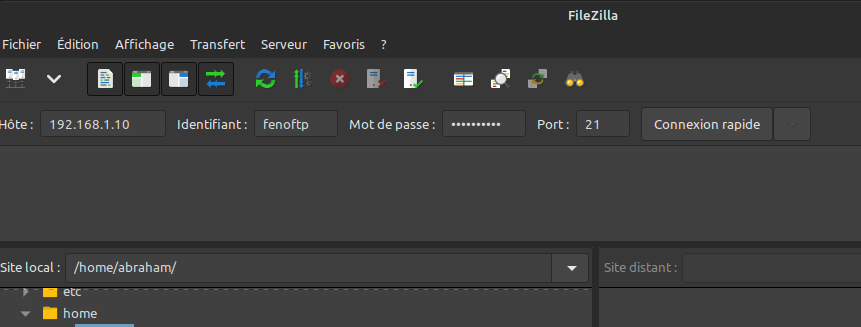 FileZilla
Fichier Édition Affichage Transfert Serveur Favoris ?
Hôte : 192.168.1.10 Identifiant : fenoftp Mot de passe : •••••••••• Port : 21 Connexion rapide
Site local : /home/abraham/ Site distant :
etc
home